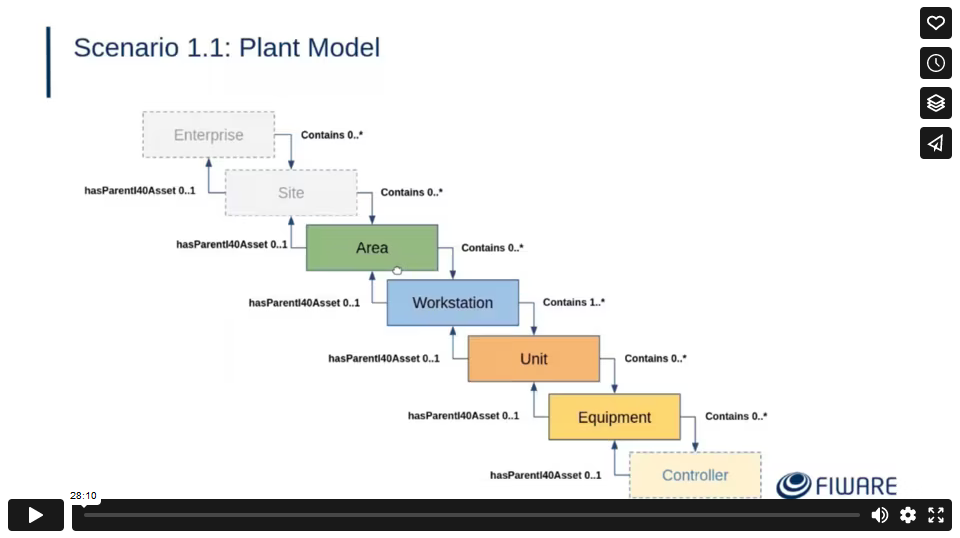 Scenario 1.1: Plant Model
Enterprise
Contains 0..*
hasParentI40Asset 0..1
Site
Contains 0..*
hasParentI40Asset 0..1
Area
Contains 0..*
hasParentI40Asset 0..1
Workstation
Contains 1..*
hasParentI40Asset 0..1
Unit
Contains 0..*
hasParentI40Asset 0..1
Equipment
Contains 0..*
hasParentI40Asset 0..1
Controller
FIWARE
28:10